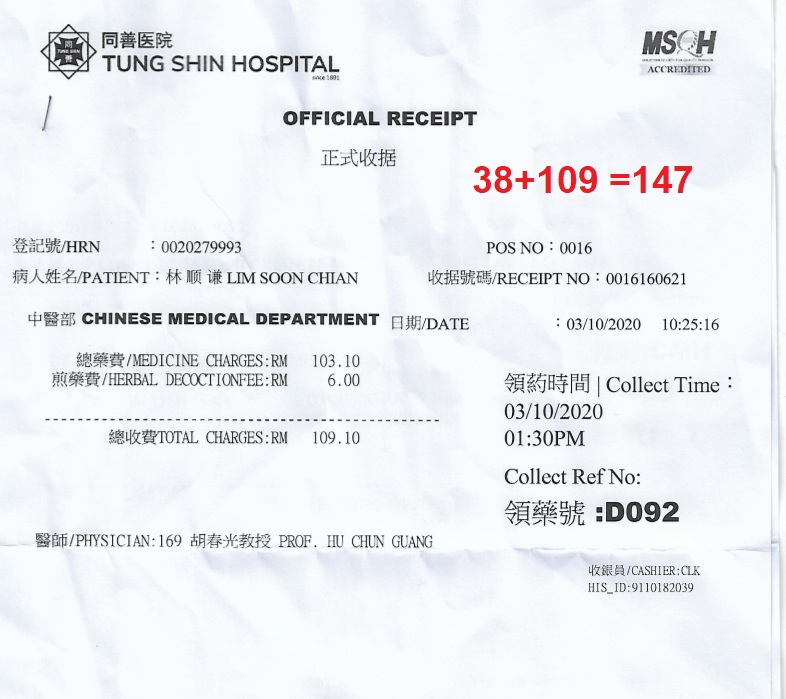 同善医院
TUNG SHIN HOSPITAL
since 1881
MSQH
ACCREDITED
OFFICIAL RECEIPT
正式收据
38+109 =147
登記號/HRN : 0020279993
POS NO : 0016
病人姓名/PATIENT : 林 顺 谦 LIM SOON CHIAN
收据號碼/RECEIPT NO : 0016160621
中醫部 CHINESE MEDICAL DEPARTMENT
日期/DATE : 03/10/2020 10:25:16
總藥費/MEDICINE CHARGES:RM 103.10
煎藥費/HERBAL DECOCTIONFEE:RM 6.00
總收費TOTAL CHARGES:RM 109.10
領葯時間 | Collect Time :
03/10/2020
01:30PM
Collect Ref No:
領藥號 :D092
醫師/PHYSICIAN:169 胡春光教授 PROF. HU CHUN GUANG
收銀員/CASHIER:CLK
HIS_ID:9110182039